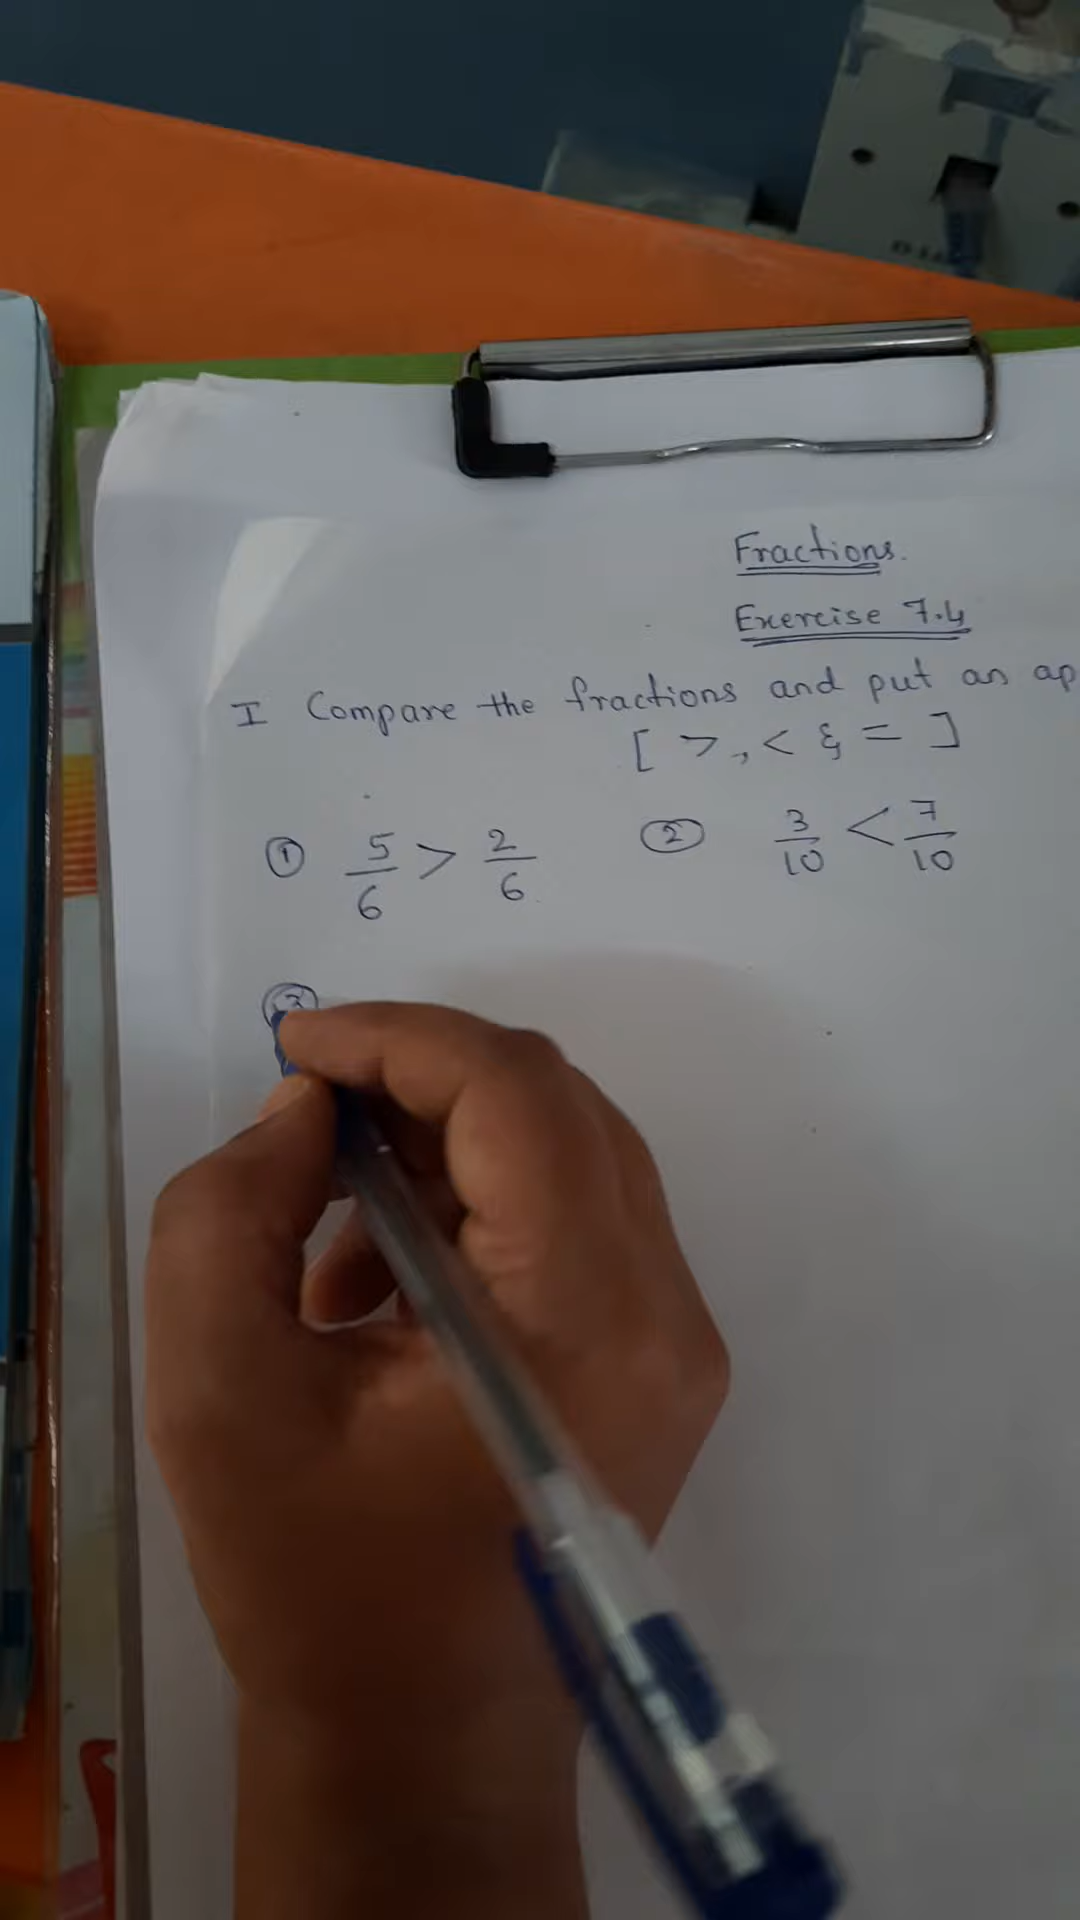 Fractions.
Exercise 7.4
I Compare the fractions and put an ap
[ >, < & = ]
① 5/6 > 2/6 ② 3/10 < 7/10
③